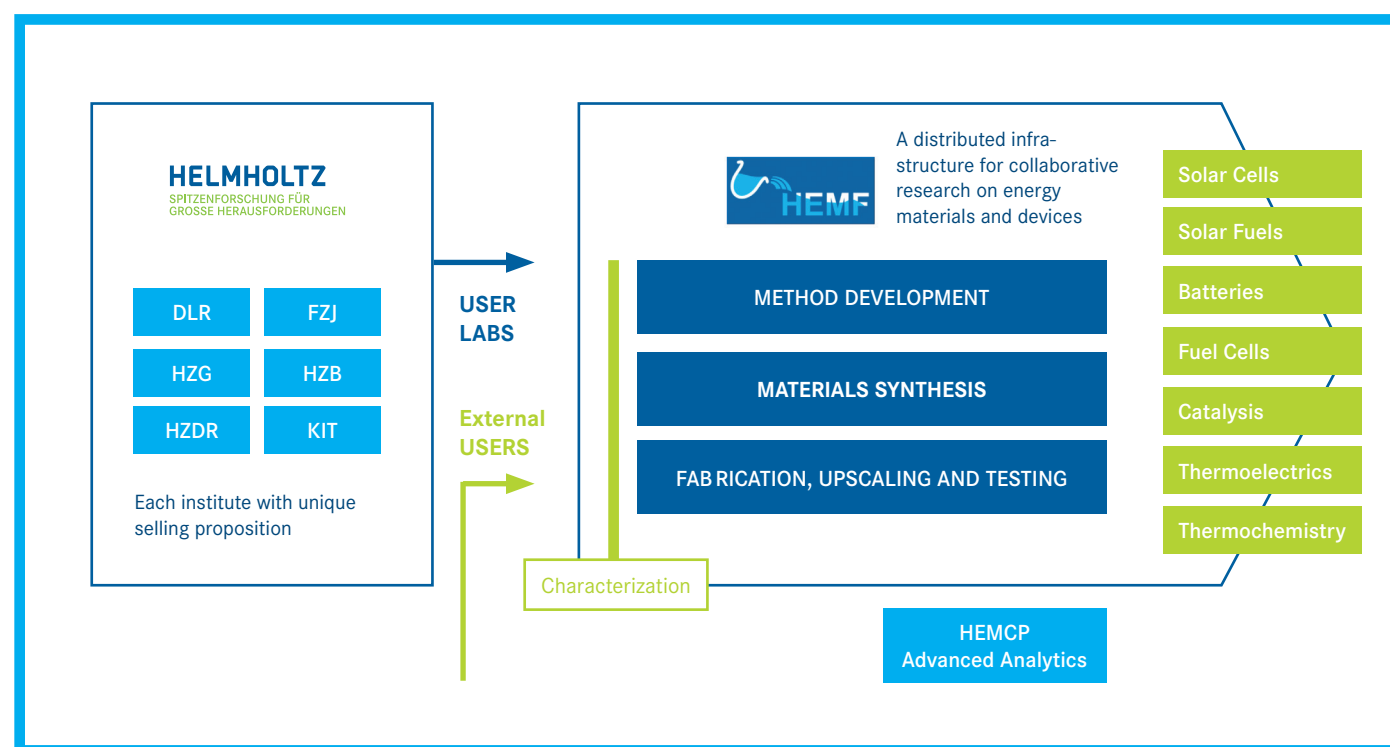 HELMHOLTZ
SPITZENFORSCHUNG FÜR
GROSSE HERAUSFORDERUNGEN
DLR
FZJ
HZG
HZB
HZDR
KIT
Each institute with unique
selling proposition
USER
LABS
External
USERS
HEMF
A distributed infra-
structure for collaborative
research on energy
materials and devices
METHOD DEVELOPMENT
MATERIALS SYNTHESIS
FABRICATION, UPSCALING AND TESTING
Characterization
HEMCP
Advanced Analytics
Solar Cells
Solar Fuels
Batteries
Fuel Cells
Catalysis
Thermoelectrics
Thermochemistry